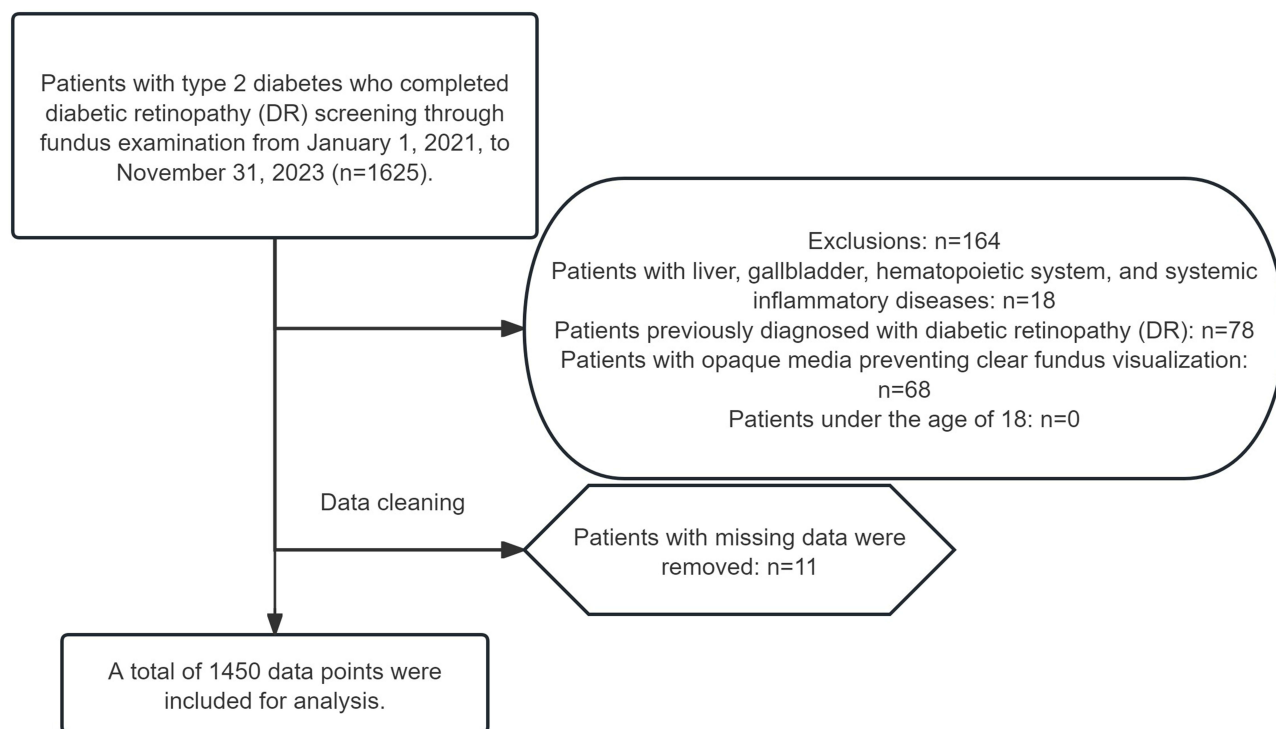 Patients with type 2 diabetes who completed
diabetic retinopathy (DR) screening through
fundus examination from January 1, 2021, to
November 31, 2023 (n=1625).
Exclusions: n=164
Patients with liver, gallbladder, hematopoietic system, and systemic
inflammatory diseases: n=18
Patients previously diagnosed with diabetic retinopathy (DR): n=78
Patients with opaque media preventing clear fundus visualization:
n=68
Patients under the age of 18: n=0
Data cleaning
Patients with missing data were
removed: n=11
A total of 1450 data points were
included for analysis.